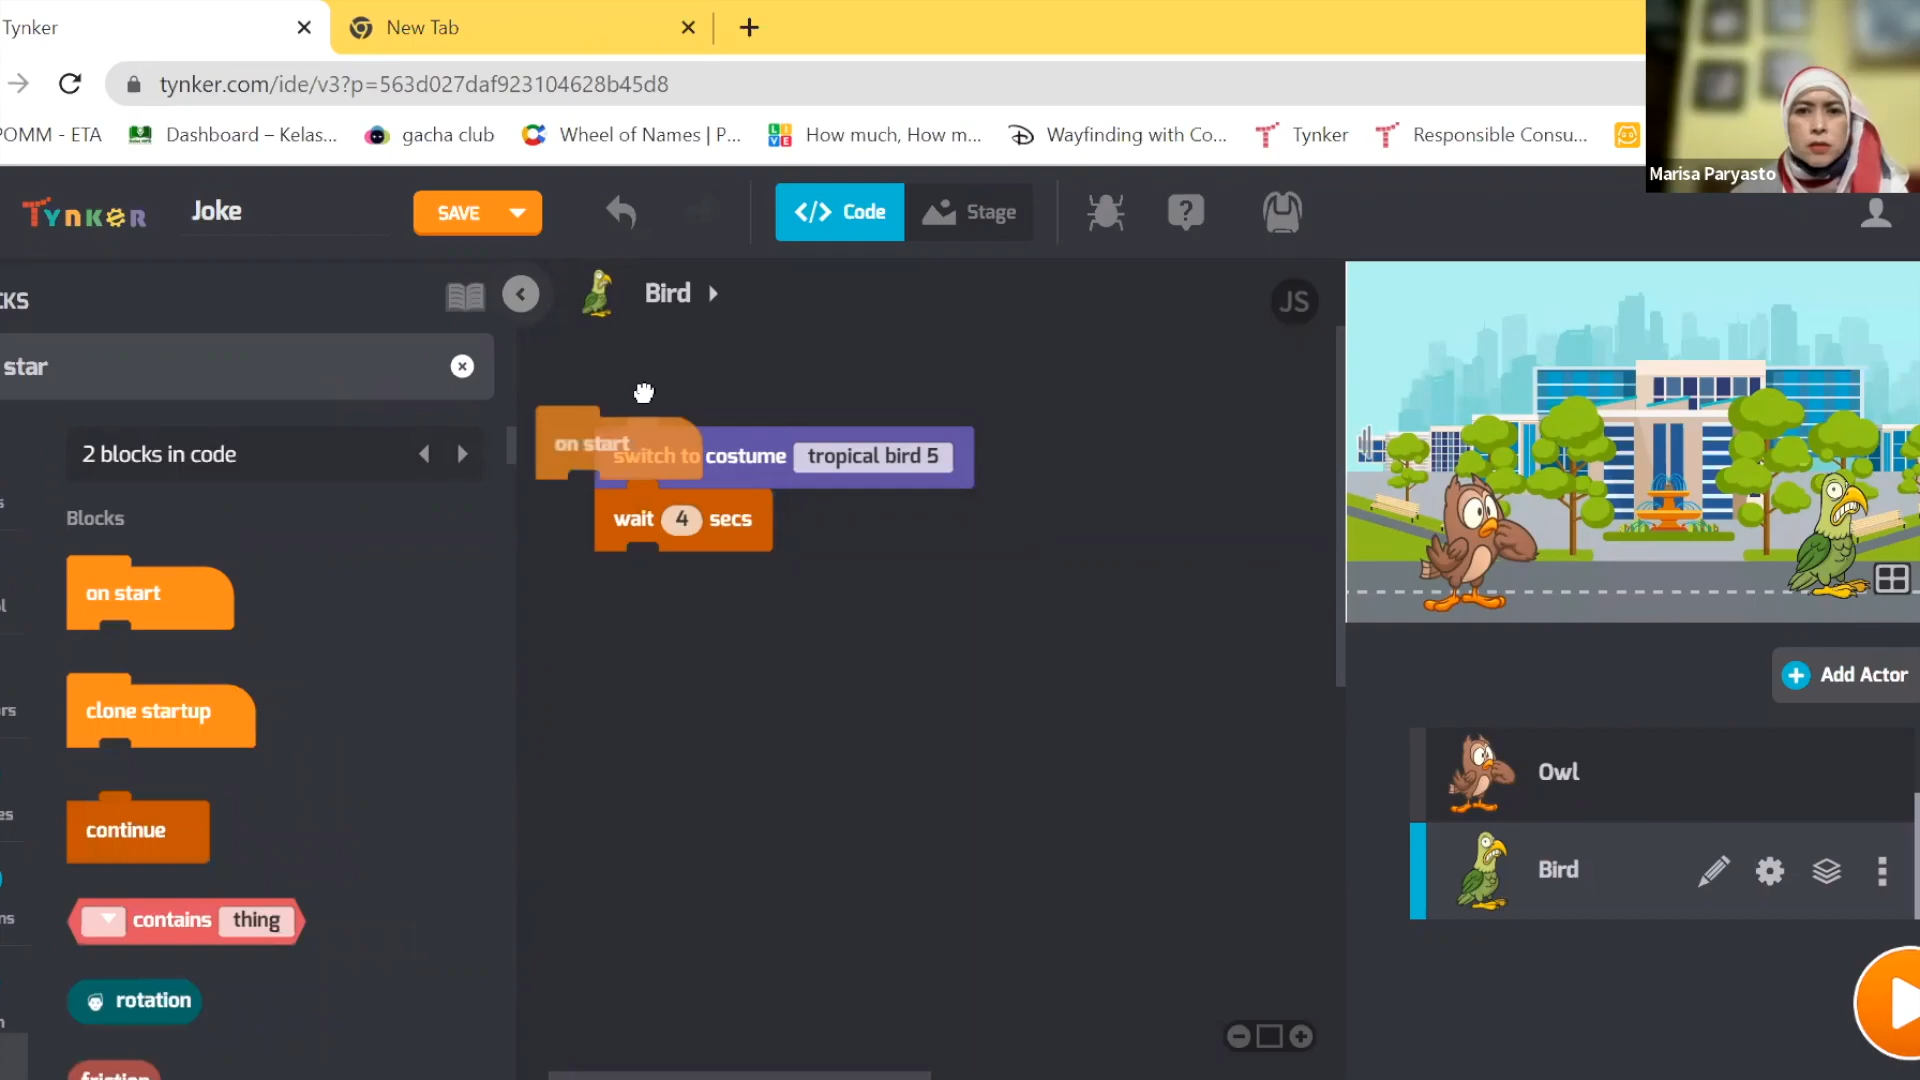 Tynker
New Tab
tynker.com/ide/v3?p=563d027daf923104628b45d8
POMM - ETA
Dashboard – Kelas...
gacha club
Wheel of Names | P...
How much, How m...
Wayfinding with Co...
Tynker
Responsible Consu...
Marisa Paryasto
TYNKER
Joke
SAVE
</> Code
Stage
Bird
JS
star
on start
switch to costume tropical bird 5
2 blocks in code
wait 4 secs
Blocks
on start
Add Actor
clone startup
Owl
continue
Bird
contains thing
rotation